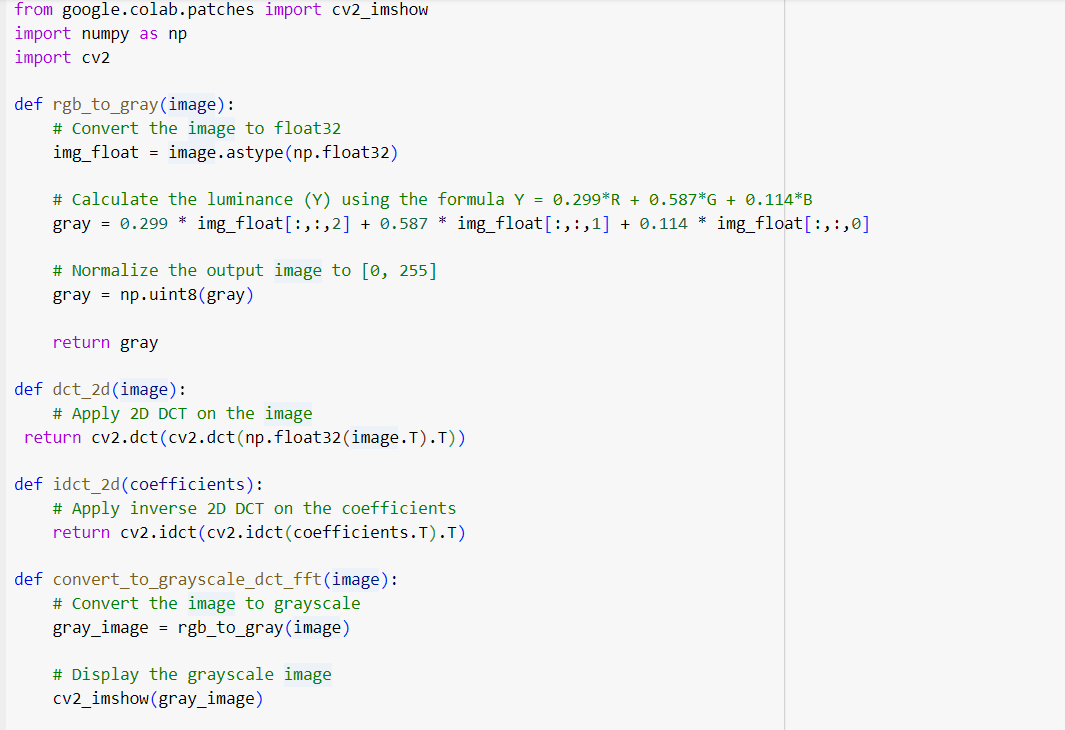 from google.colab.patches import cv2_imshow
import numpy as np
import cv2

def rgb_to_gray(image):
    # Convert the image to float32
    img_float = image.astype(np.float32)

    # Calculate the luminance (Y) using the formula Y = 0.299*R + 0.587*G + 0.114*B
    gray = 0.299 * img_float[:,:,2] + 0.587 * img_float[:,:,1] + 0.114 * img_float[:,:,0]

    # Normalize the output image to [0, 255]
    gray = np.uint8(gray)

    return gray

def dct_2d(image):
    # Apply 2D DCT on the image
 return cv2.dct(cv2.dct(np.float32(image.T).T))

def idct_2d(coefficients):
    # Apply inverse 2D DCT on the coefficients
    return cv2.idct(cv2.idct(coefficients.T).T)

def convert_to_grayscale_dct_fft(image):
    # Convert the image to grayscale
    gray_image = rgb_to_gray(image)

    # Display the grayscale image
    cv2_imshow(gray_image)